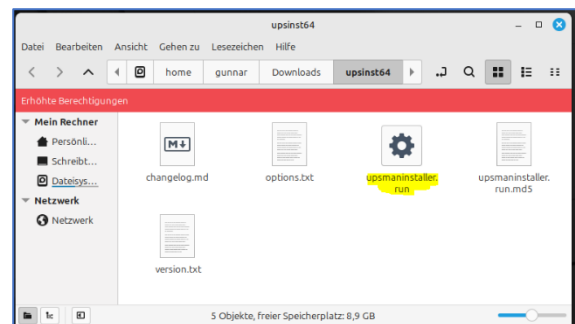 upsinst64
Datei Bearbeiten Ansicht Gehen zu Lesezeichen Hilfe
home gunnar Downloads upsinst64
Erhöhte Berechtigungen
Mein Rechner
Persönli...
Schreibt...
Dateisys...
Netzwerk
Netzwerk
changelog.md
options.txt
upsmaninstaller.
run
upsmaninstaller.
run.md5
version.txt
5 Objekte, freier Speicherplatz: 8,9 GB